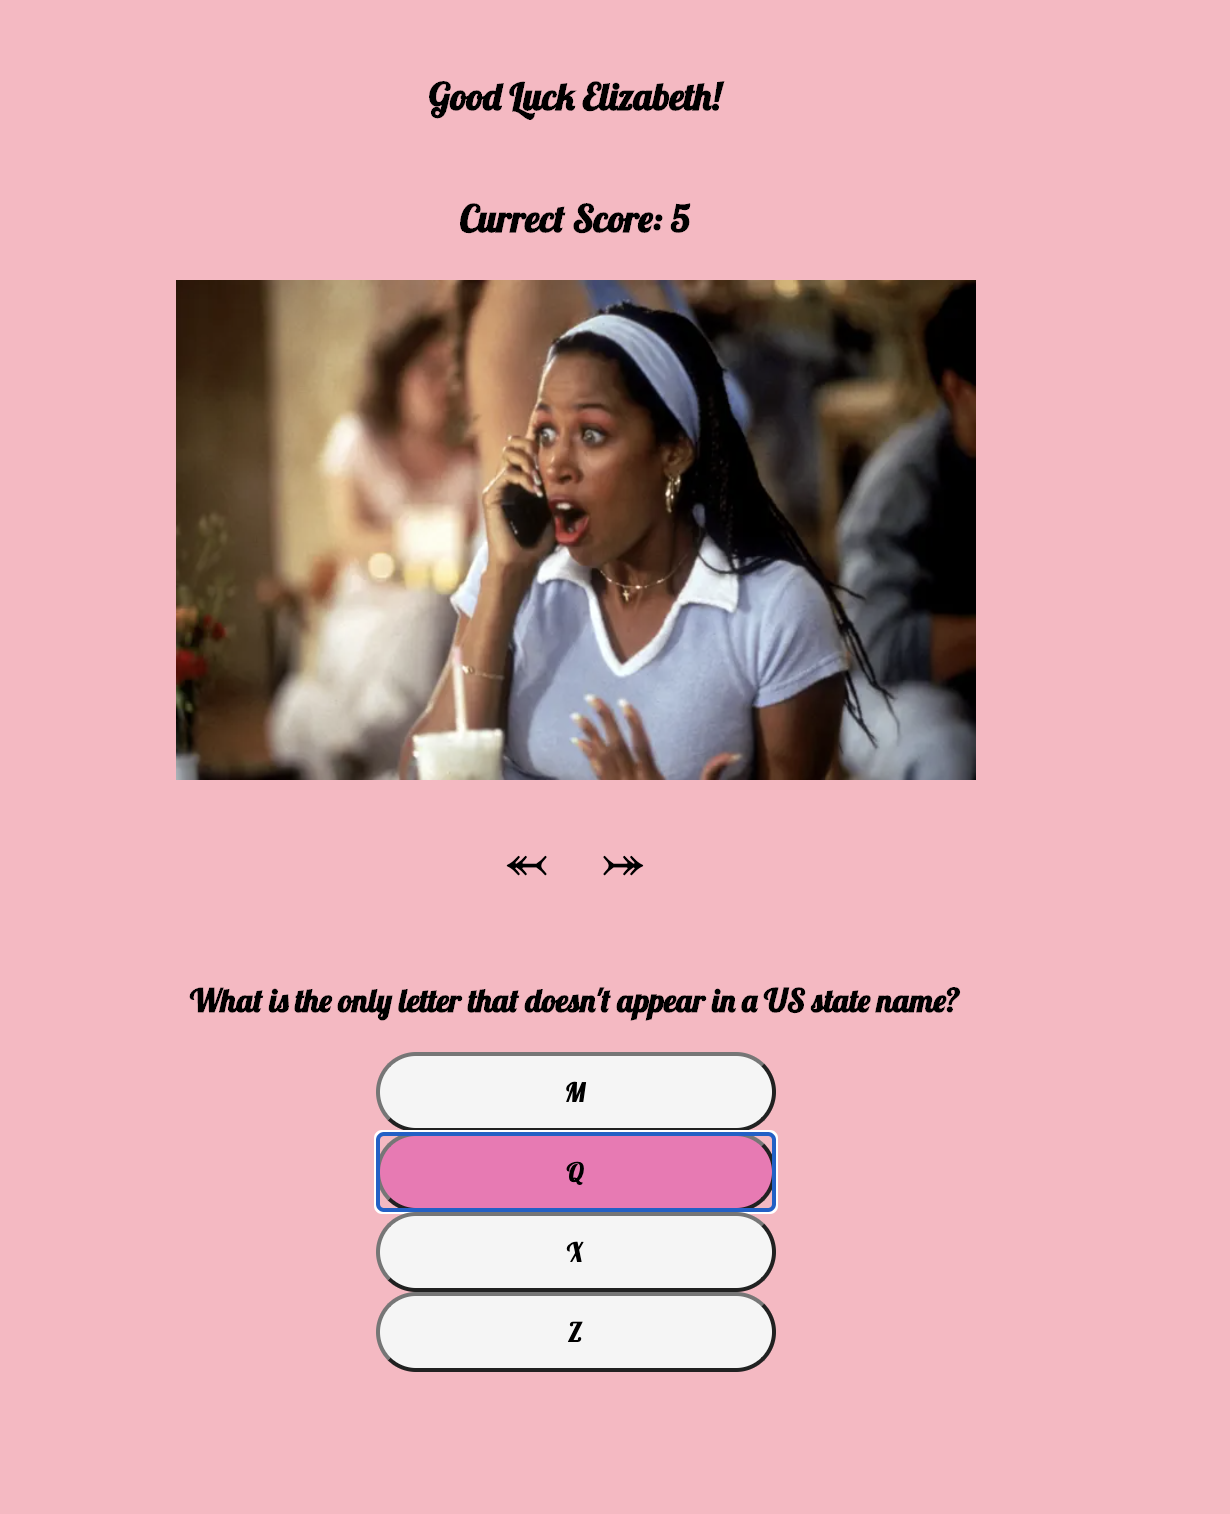 Good Luck Elizabeth!
Currect Score: 5
What is the only letter that doesn't appear in a US state name?
M
Q
X
Z